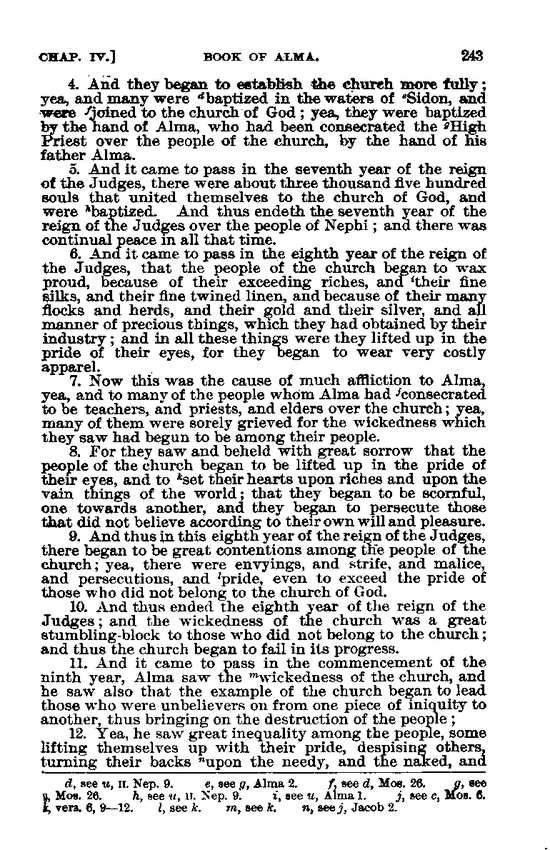 CHAP. IV.] BOOK OF ALMA. 243
4. And they began to establish the church more fully;
yea, and many were ᵈbaptized in the waters of ᵉSidon, and
were ᶠjoined to the church of God; yea, they were baptized
by the hand of Alma, who had been consecrated the ᵍHigh
Priest over the people of the church, by the hand of his
father Alma.
5. And it came to pass in the seventh year of the reign
of the Judges, there were about three thousand five hundred
souls that united themselves to the church of God, and
were ʰbaptized. And thus endeth the seventh year of the
reign of the Judges over the people of Nephi; and there was
continual peace in all that time.
6. And it came to pass in the eighth year of the reign of
the Judges, that the people of the church began to wax
proud, because of their exceeding riches, and ⁱtheir fine
silks, and their fine twined linen, and because of their many
flocks and herds, and their gold and their silver, and all
manner of precious things, which they had obtained by their
industry; and in all these things were they lifted up in the
pride of their eyes, for they began to wear very costly
apparel.
7. Now this was the cause of much affliction to Alma,
yea, and to many of the people whom Alma had ʲconsecrated
to be teachers, and priests, and elders over the church; yea,
many of them were sorely grieved for the wickedness which
they saw had begun to be among their people.
8. For they saw and beheld with great sorrow that the
people of the church began to be lifted up in the pride of
their eyes, and to ᵏset their hearts upon riches and upon the
vain things of the world; that they began to be scornful,
one towards another, and they began to persecute those
that did not believe according to their own will and pleasure.
9. And thus in this eighth year of the reign of the Judges,
there began to be great contentions among the people of the
church; yea, there were envyings, and strife, and malice,
and persecutions, and ˡpride, even to exceed the pride of
those who did not belong to the church of God.
10. And thus ended the eighth year of the reign of the
Judges; and the wickedness of the church was a great
stumbling-block to those who did not belong to the church;
and thus the church began to fail in its progress.
11. And it came to pass in the commencement of the
ninth year, Alma saw the ᵐwickedness of the church, and
he saw also that the example of the church began to lead
those who were unbelievers on from one piece of iniquity to
another, thus bringing on the destruction of the people;
12. Yea, he saw great inequality among the people, some
lifting themselves up with their pride, despising others,
turning their backs ⁿupon the needy, and the naked, and
d, see u, II. Nep. 9. e, see g, Alma 2. f, see d, Mos. 26. g, see
g, Mos. 26. h, see u, II. Nep. 9. i, see u, Alma 1. j, see c, Mos. 6.
k, vers. 6, 9—12. l, see k. m, see k. n, see j, Jacob 2.